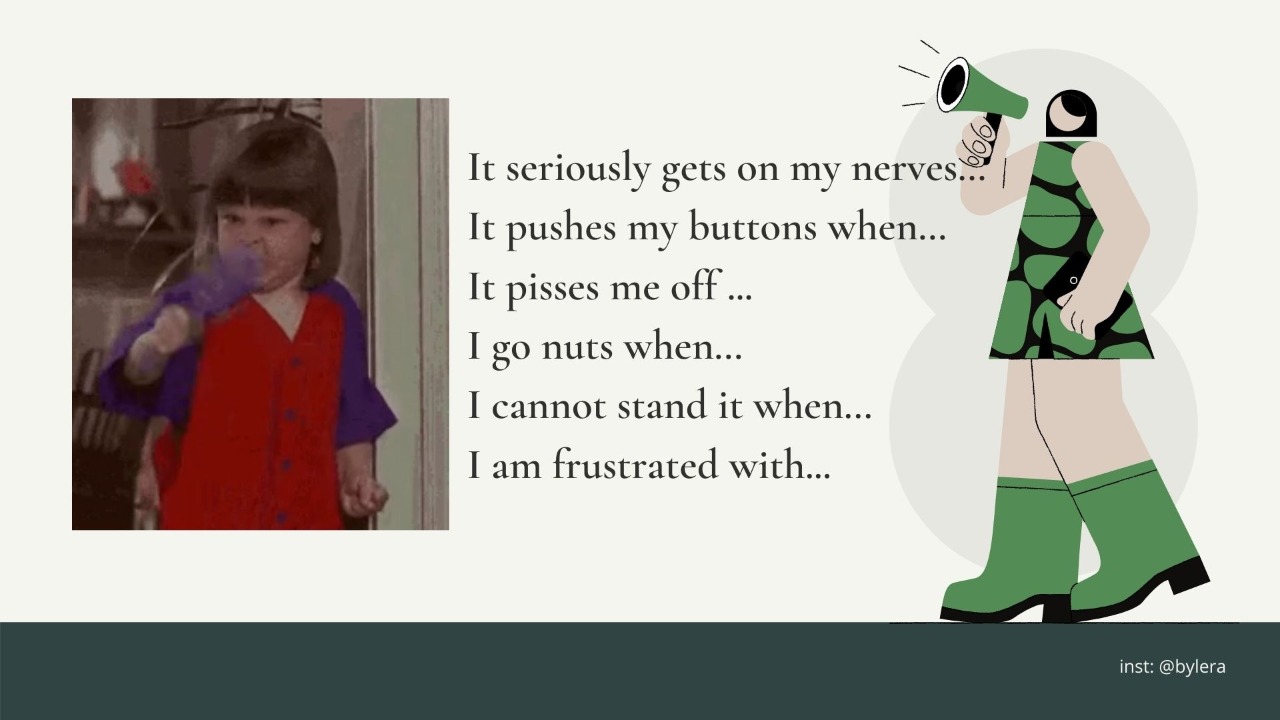 It seriously gets on my nerves...
It pushes my buttons when...
It pisses me off ...
I go nuts when...
I cannot stand it when...
I am frustrated with...
inst: @bylera